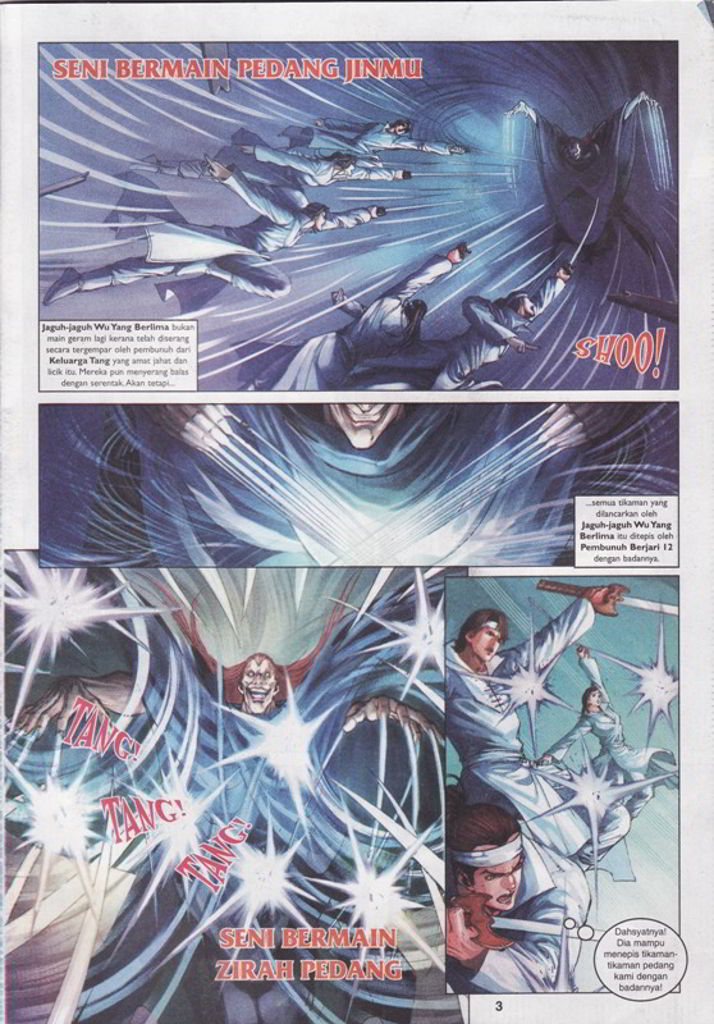 SENI BERMAIN PEDANG JINMU
Jaguh-jaguh Wu Yang Berlima bukan
main geram lagi kerana telah diserang
secara tergempar oleh pembunuh dari
Keluarga Tang yang amat jahat dan
licik itu. Mereka pun menyerang balas
dengan serentak. Akan tetapi...
SHOO!
...semua tikaman yang
dilancarkan oleh
Jaguh-jaguh Wu Yang
Berlima itu ditepis oleh
Pembunuh Berjari 12
dengan badannya.
TANG!
TANG!
TANG!
SENI BERMAIN
ZIRAH PEDANG
Dahsyatnya!
Dia mampu
menepis tikaman-
tikaman pedang
kami dengan
badannya!
3